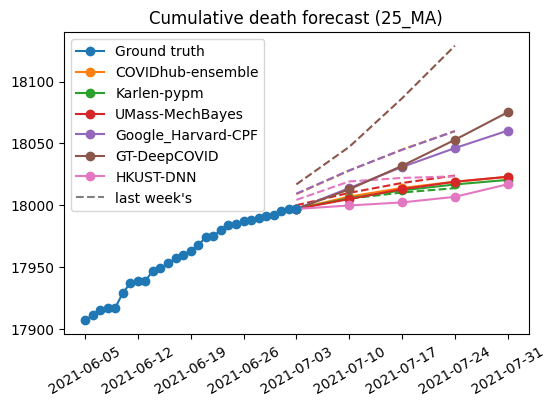 Cumulative death forecast (25_MA)
Ground truth
COVIDhub-ensemble
Karlen-pypm
UMass-MechBayes
Google_Harvard-CPF
GT-DeepCOVID
HKUST-DNN
last week's
18100
18050
18000
17950
17900
2021-06-05
2021-06-12
2021-06-19
2021-06-26
2021-07-03
2021-07-10
2021-07-17
2021-07-24
2021-07-31